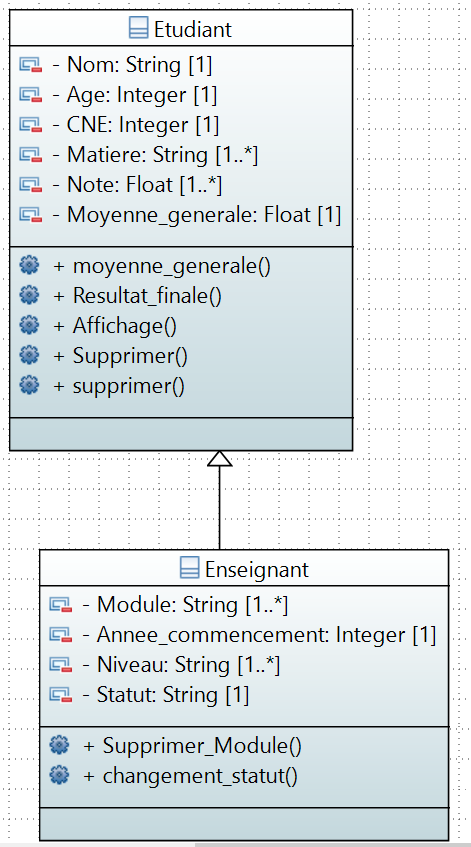 Etudiant
- Nom: String [1]
- Age: Integer [1]
- CNE: Integer [1]
- Matiere: String [1..*]
- Note: Float [1..*]
- Moyenne_generale: Float [1]
+ moyenne_generale()
+ Resultat_finale()
+ Affichage()
+ Supprimer()
+ supprimer()
Enseignant
- Module: String [1..*]
- Annee_commencement: Integer [1]
- Niveau: String [1..*]
- Statut: String [1]
+ Supprimer_Module()
+ changement_statut()